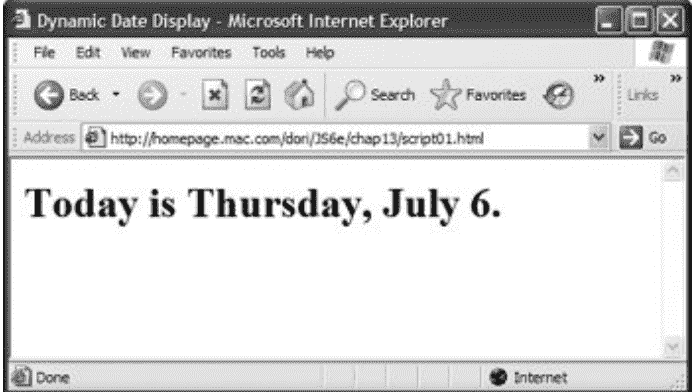 Dynamic Date Display - Microsoft Internet Explorer
File Edit View Favorites Tools Help
Back Search Favorites » Links »
Address http://homepage.mac.com/dori/JS6e/chap13/script01.html Go
Today is Thursday, July 6.
Done Internet